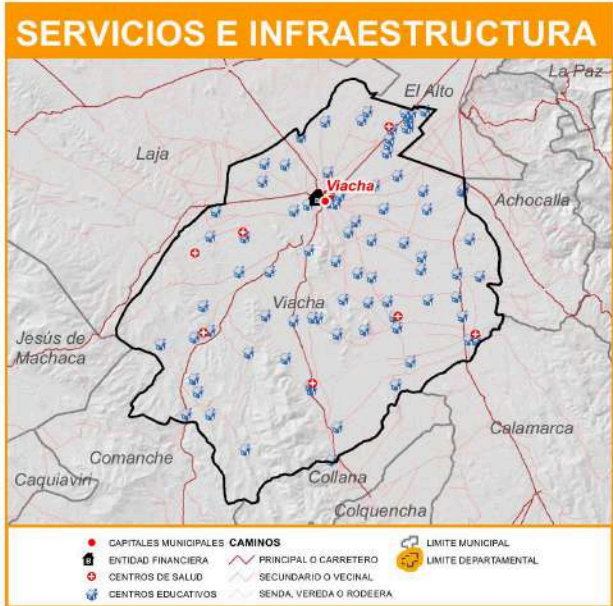 SERVICIOS E INFRAESTRUCTURA
La Paz
El Alto
Laja
Viacha
Achocalla
Viacha
Jesús de
Machaca
Calamarca
Comanche
Caquiaviri
Collana
Colquencha
CAPITALES MUNICIPALES CAMINOS LIMITE MUNICIPAL
ENTIDAD FINANCIERA PRINCIPAL O CARRETERO LIMITE DEPARTAMENTAL
CENTROS DE SALUD SECUNDARIO O VECINAL
CENTROS EDUCATIVOS SENDA, VEREDA O RODEERA